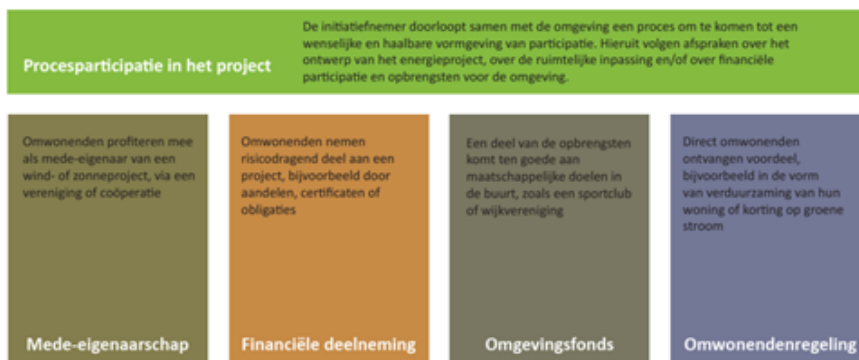 De initiatiefnemer doorloopt samen met de omgeving een proces om te komen tot een
wenselijke en haalbare vormgeving van participatie. Hieruit volgen afspraken over het
Procesparticipatie in het project
ontwerp van het energieproject, over de ruimtelijke inpassing en/of over financiële
participatie en opbrengsten voor de omgeving.
Omwonenden profiteren mee
als mede-eigenaar van een
wind- of zonneproject, via een
vereniging of coöperatie
Mede-eigenaarschap
Omwonenden nemen
risicodragend deel aan een
project, bijvoorbeeld door
aandelen, certificaten of
obligaties
Financiële deelneming
Een deel van de opbrengsten
komt ten goede aan
maatschappelijke doelen in
de buurt, zoals een sportclub
of wijkvereniging
Omgevingsfonds
Direct omwonenden
ontvangen voordeel,
bijvoorbeeld in de vorm
van verduurzaming van hun
woning of korting op groene
stroom
Omwonendenregeling